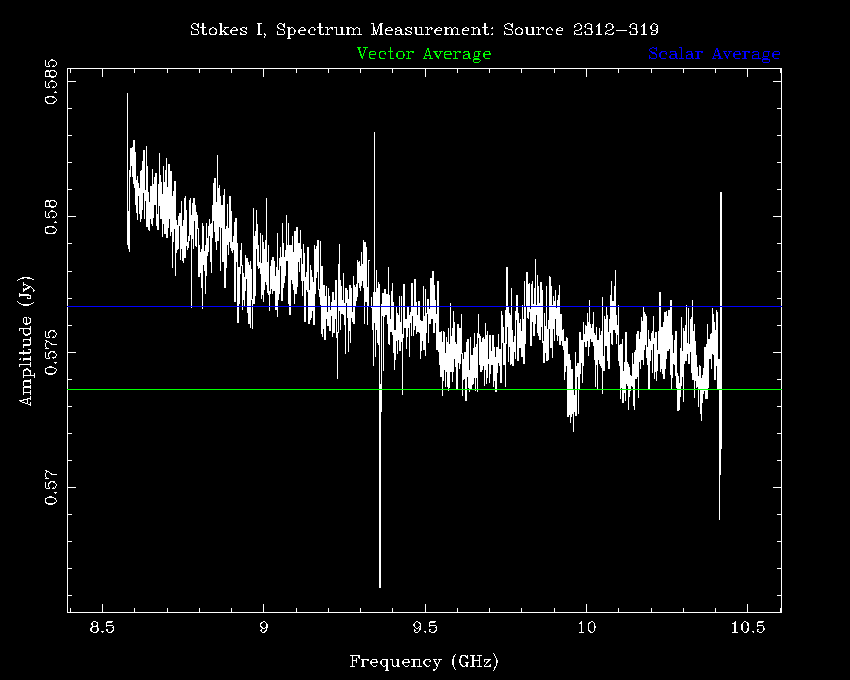 Stokes I, Spectrum Measurement: Source 2312-319
Vector Average Scalar Average
0.585
0.58
0.575
0.57
Amplitude (Jy)
8.5 9 9.5 10 10.5
Frequency (GHz)